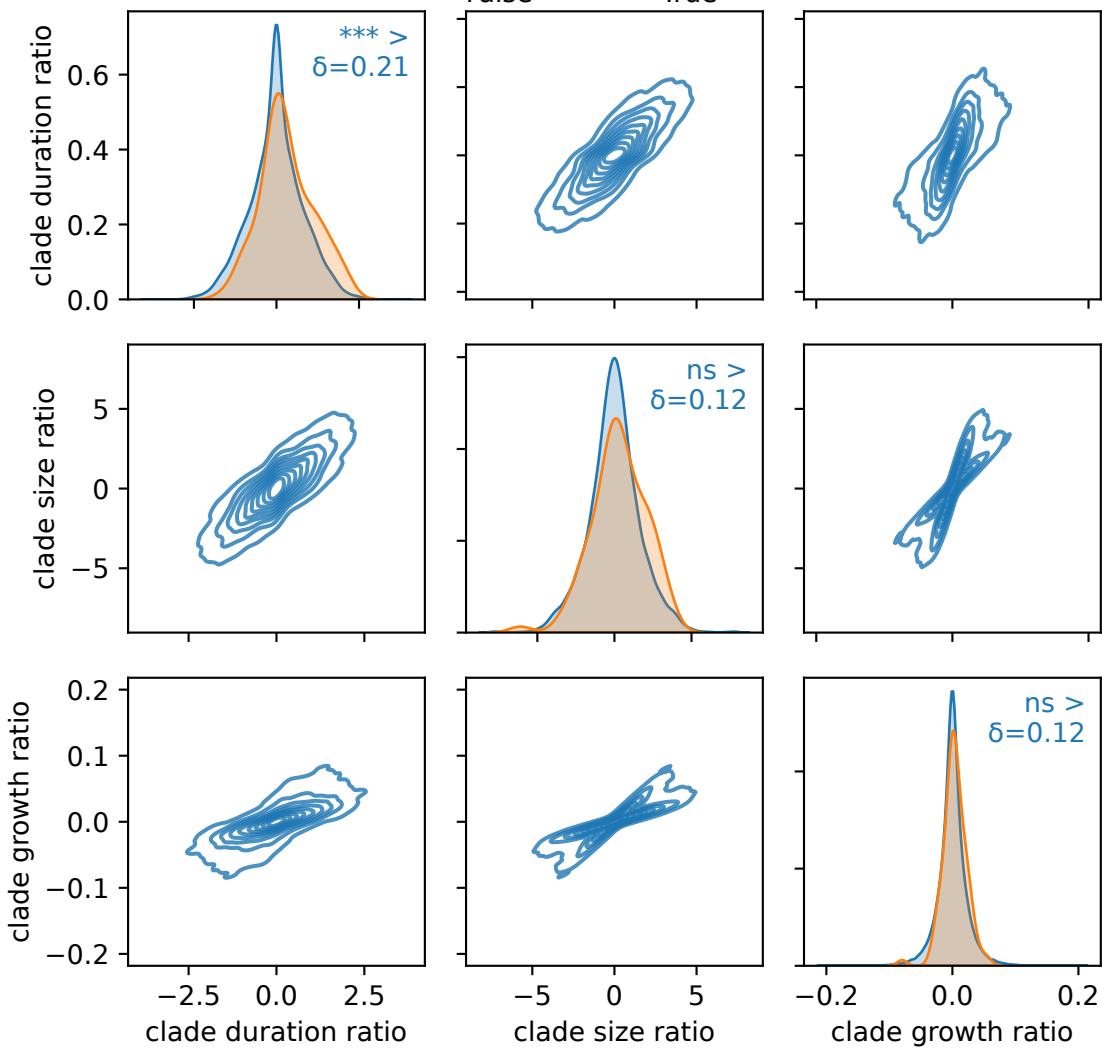 clade duration ratio
0.6
0.4
0.2
0.0
*** >
δ=0.21
clade size ratio
5
0
−5
ns >
δ=0.12
clade growth ratio
0.2
0.1
0.0
−0.1
−0.2
ns >
δ=0.12
−2.5 0.0 2.5
−5 0 5
−0.2 0.0 0.2
clade duration ratio
clade size ratio
clade growth ratio